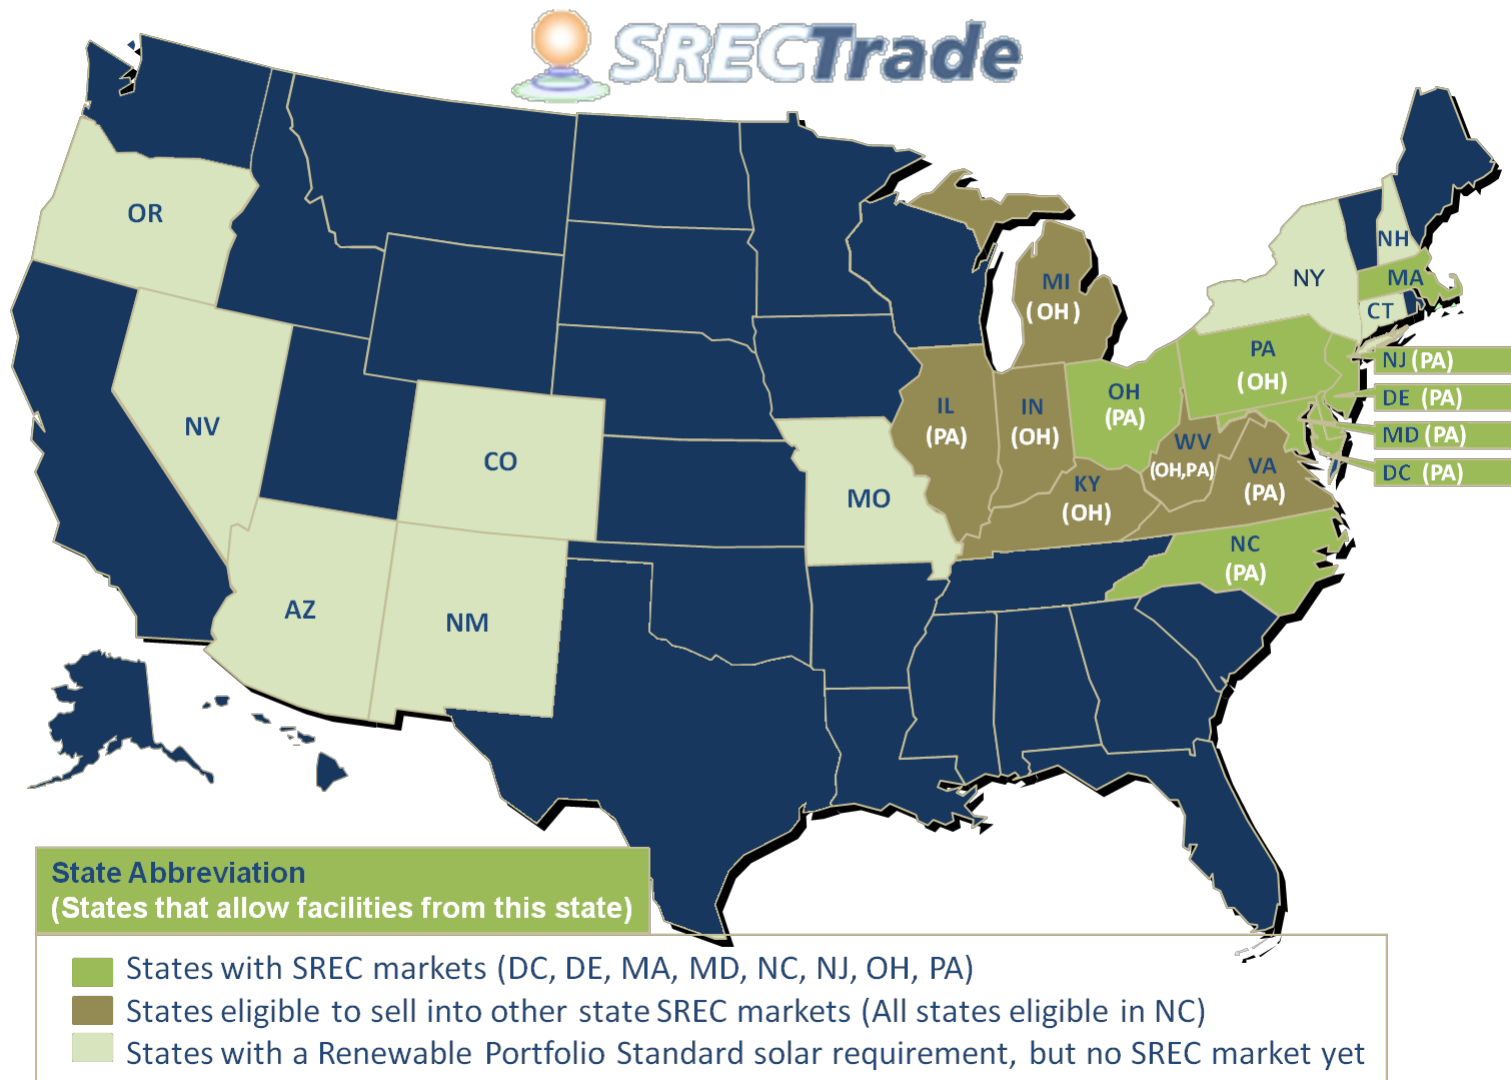 SRECTrade
OR
NV
CO
AZ
NM
MO
MI
(OH)
IL
(PA)
IN
(OH)
OH
(PA)
KY
(OH)
WV
(OH,PA)
VA
(PA)
NC
(PA)
PA
(OH)
NY
NH
MA
CT
NJ (PA)
DE (PA)
MD (PA)
DC (PA)
State Abbreviation
(States that allow facilities from this state)
States with SREC markets (DC, DE, MA, MD, NC, NJ, OH, PA)
States eligible to sell into other state SREC markets (All states eligible in NC)
States with a Renewable Portfolio Standard solar requirement, but no SREC market yet